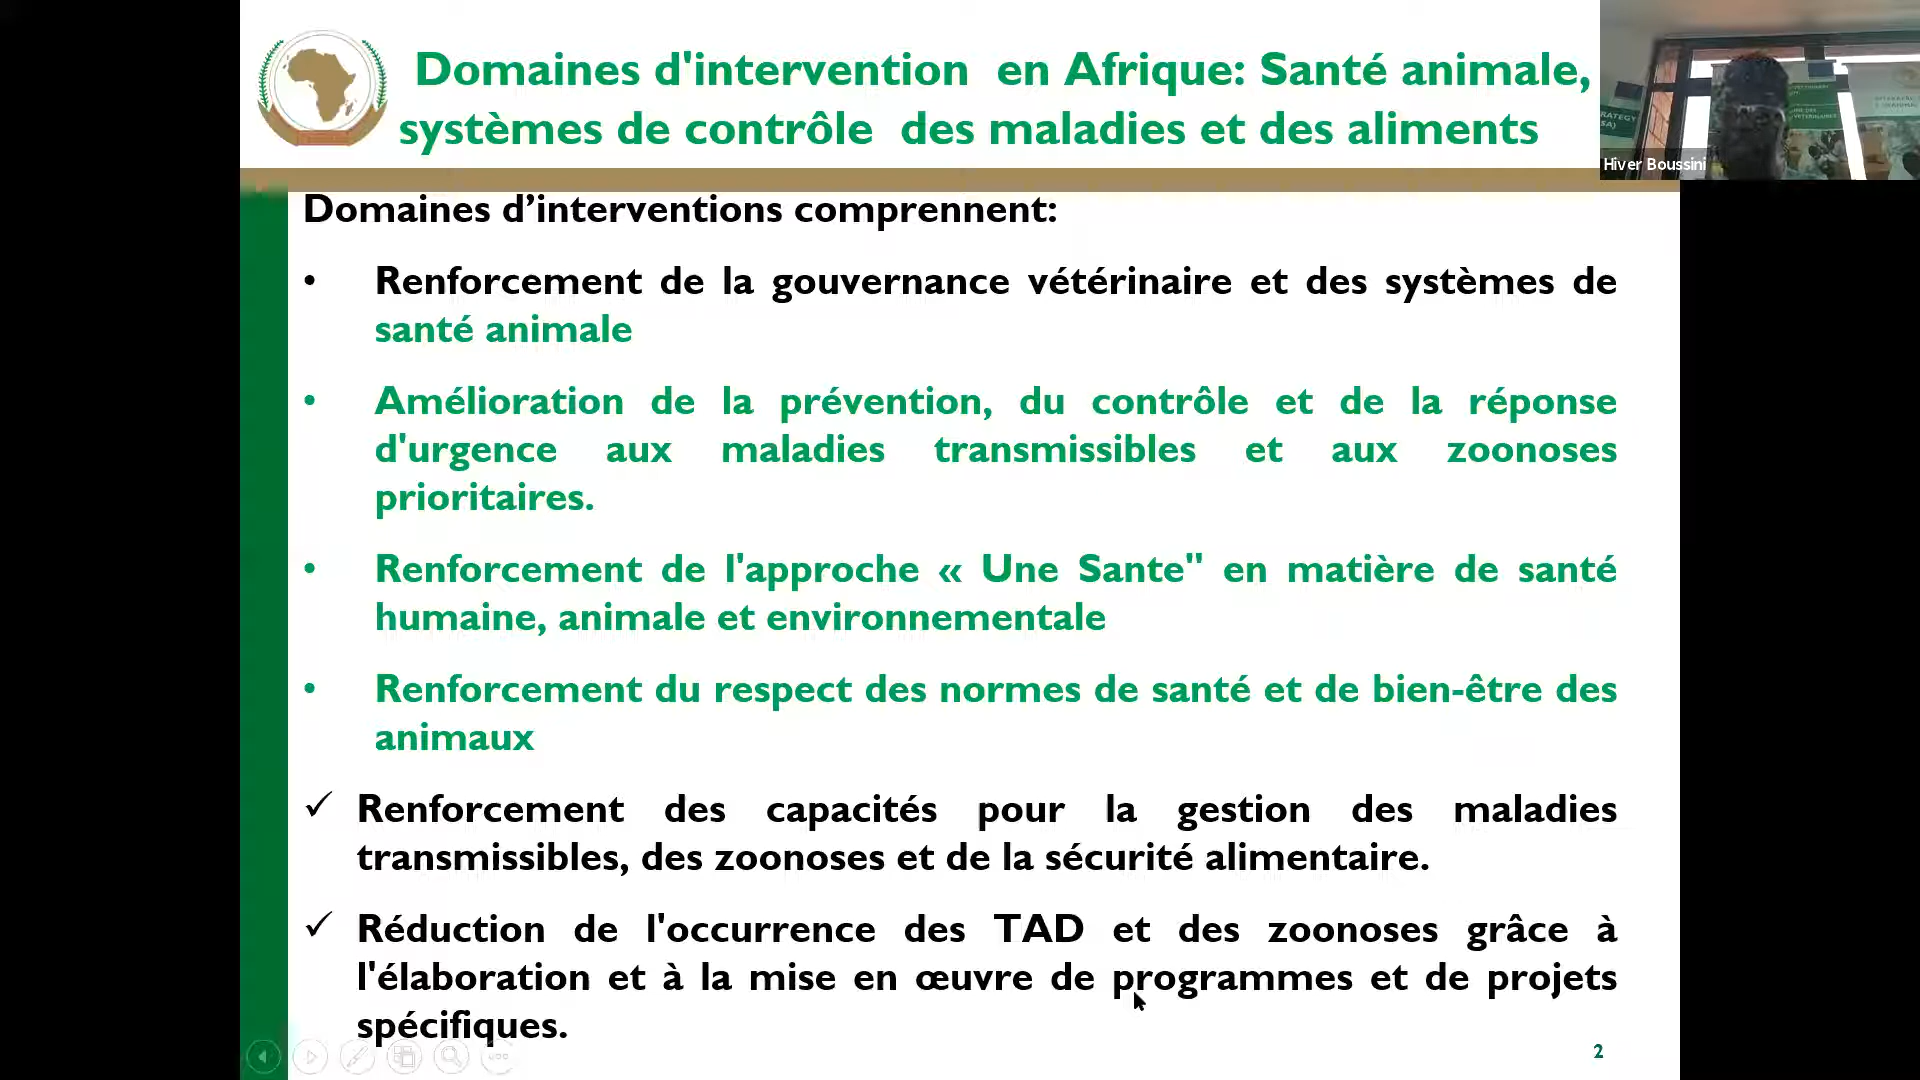 Domaines d'intervention en Afrique: Santé animale,
systèmes de contrôle des maladies et des aliments
Hiver Boussini
Domaines d’interventions comprennent:
• Renforcement de la gouvernance vétérinaire et des systèmes de
santé animale
• Amélioration de la prévention, du contrôle et de la réponse
d'urgence aux maladies transmissibles et aux zoonoses
prioritaires.
• Renforcement de l'approche « Une Sante" en matière de santé
humaine, animale et environnementale
• Renforcement du respect des normes de santé et de bien-être des
animaux
✓ Renforcement des capacités pour la gestion des maladies
transmissibles, des zoonoses et de la sécurité alimentaire.
✓ Réduction de l'occurrence des TAD et des zoonoses grâce à
l'élaboration et à la mise en œuvre de programmes et de projets
spécifiques.
2